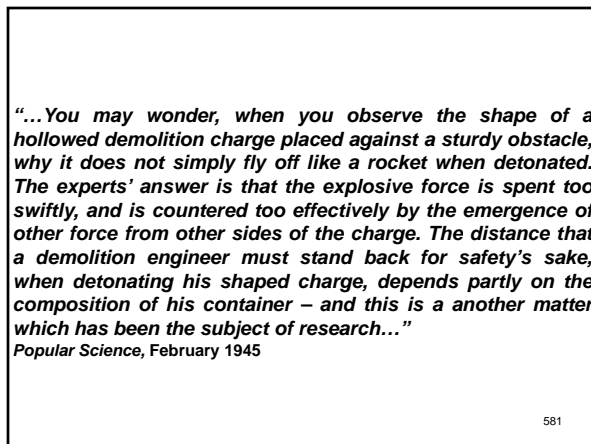 “…You may wonder, when you observe the shape of a
hollowed demolition charge placed against a sturdy obstacle,
why it does not simply fly off like a rocket when detonated.
The experts’ answer is that the explosive force is spent too
swiftly, and is countered too effectively by the emergence of
other force from other sides of the charge. The distance that
a demolition engineer must stand back for safety’s sake,
when detonating his shaped charge, depends partly on the
composition of his container – and this is a another matter
which has been the subject of research…”
Popular Science, February 1945
581